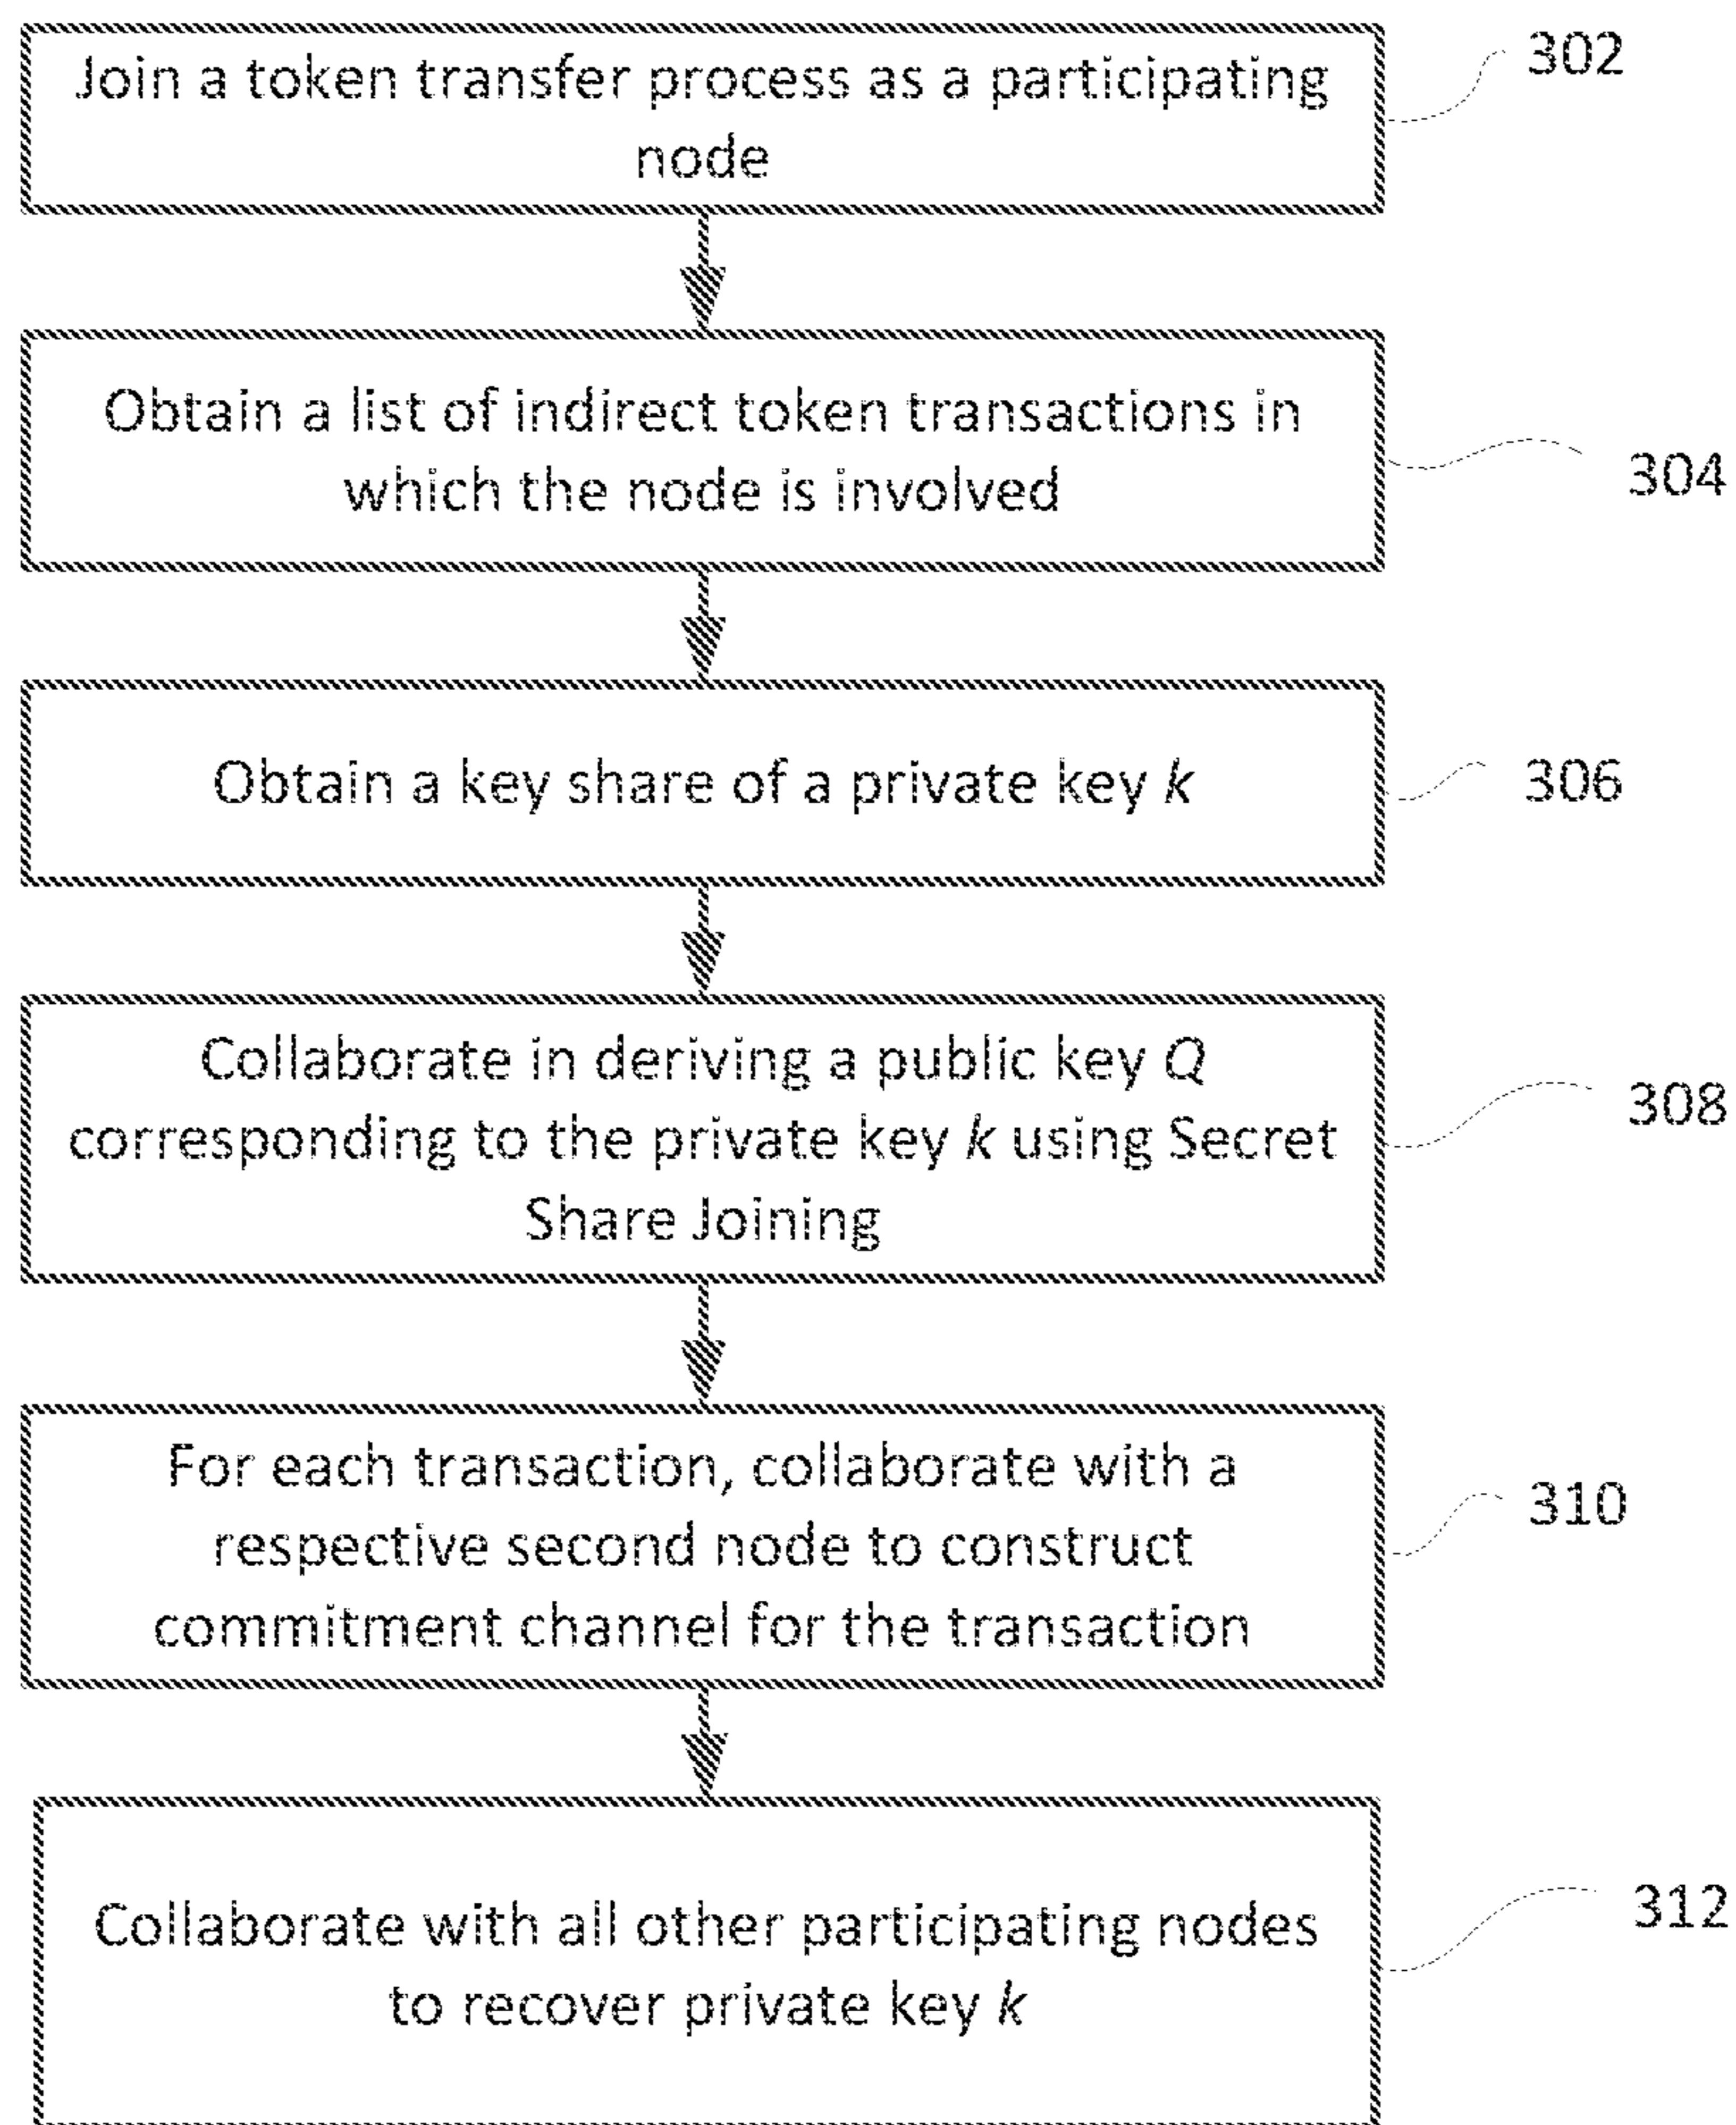 Join a token transfer process as a participating
node
302
Obtain a list of indirect token transactions in
which the node is involved
304
Obtain a key share of a private key k
306
Collaborate in deriving a public key Q
corresponding to the private key k using Secret
Share Joining
308
For each transaction, collaborate with a
respective second node to construct
commitment channel for the transaction
310
Collaborate with all other participating nodes
to recover private key k
312